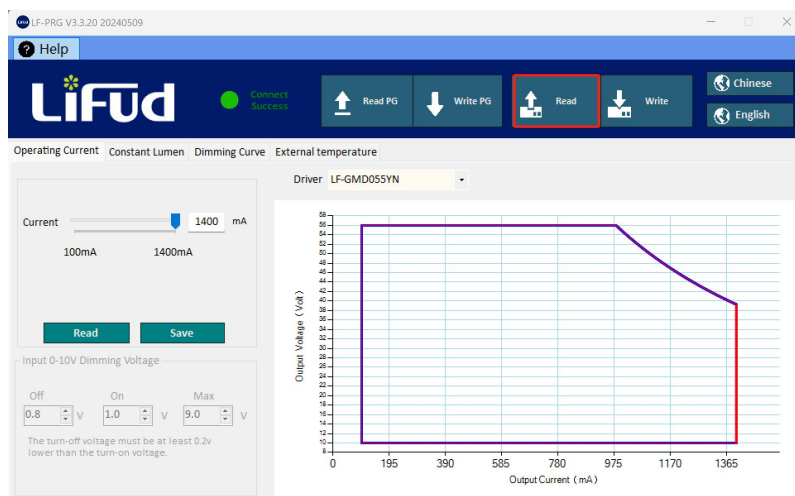 LiFud LF-PRG V3.3.20 20240509
? Help
LiFud
Connect
Success
Read PG
Write PG
Read
Write
Chinese
English
Operating Current Constant Lumen Dimming Curve External temperature
Driver LF-GMD055YN
Current 1400 mA
100mA 1400mA
Read Save
Input 0-10V Dimming Voltage
Off On Max
0.8 V 1.0 V 9.0 V
The turn-off voltage must be at least 0.2v
lower than the turn-on voltage.
Output Voltage (Volt)
58
56
54
52
50
48
46
44
42
40
38
36
34
32
30
28
26
24
22
20
18
16
14
12
10
8
0 195 390 585 780 975 1170 1365
Output Current (mA)